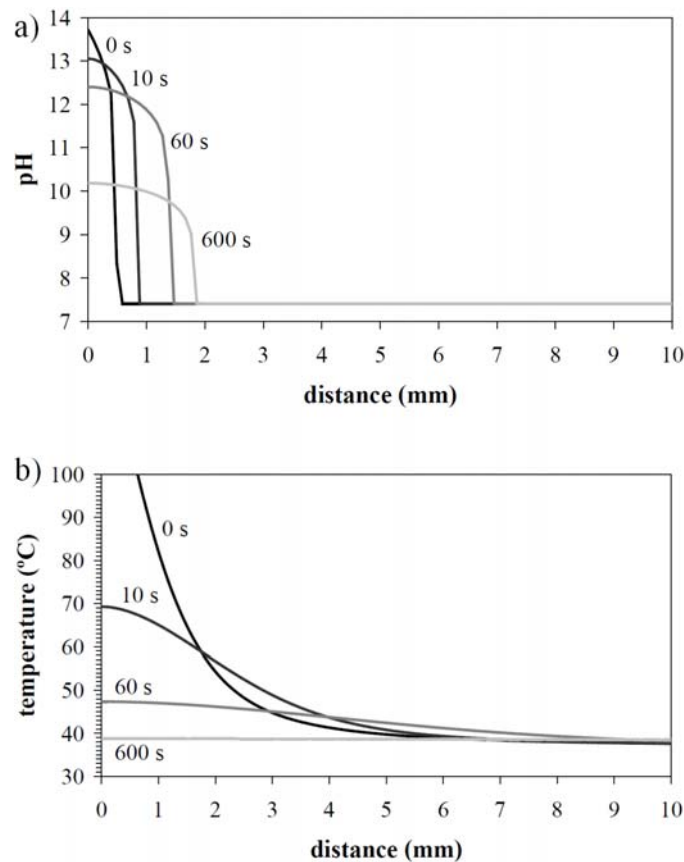 a)
14
13
12
11
10
9
8
7
pH
0 s
10 s
60 s
600 s
0 1 2 3 4 5 6 7 8 9 10
distance (mm)
b)
100
90
80
70
60
50
40
30
temperature (ºC)
0 s
10 s
60 s
600 s
0 1 2 3 4 5 6 7 8 9 10
distance (mm)